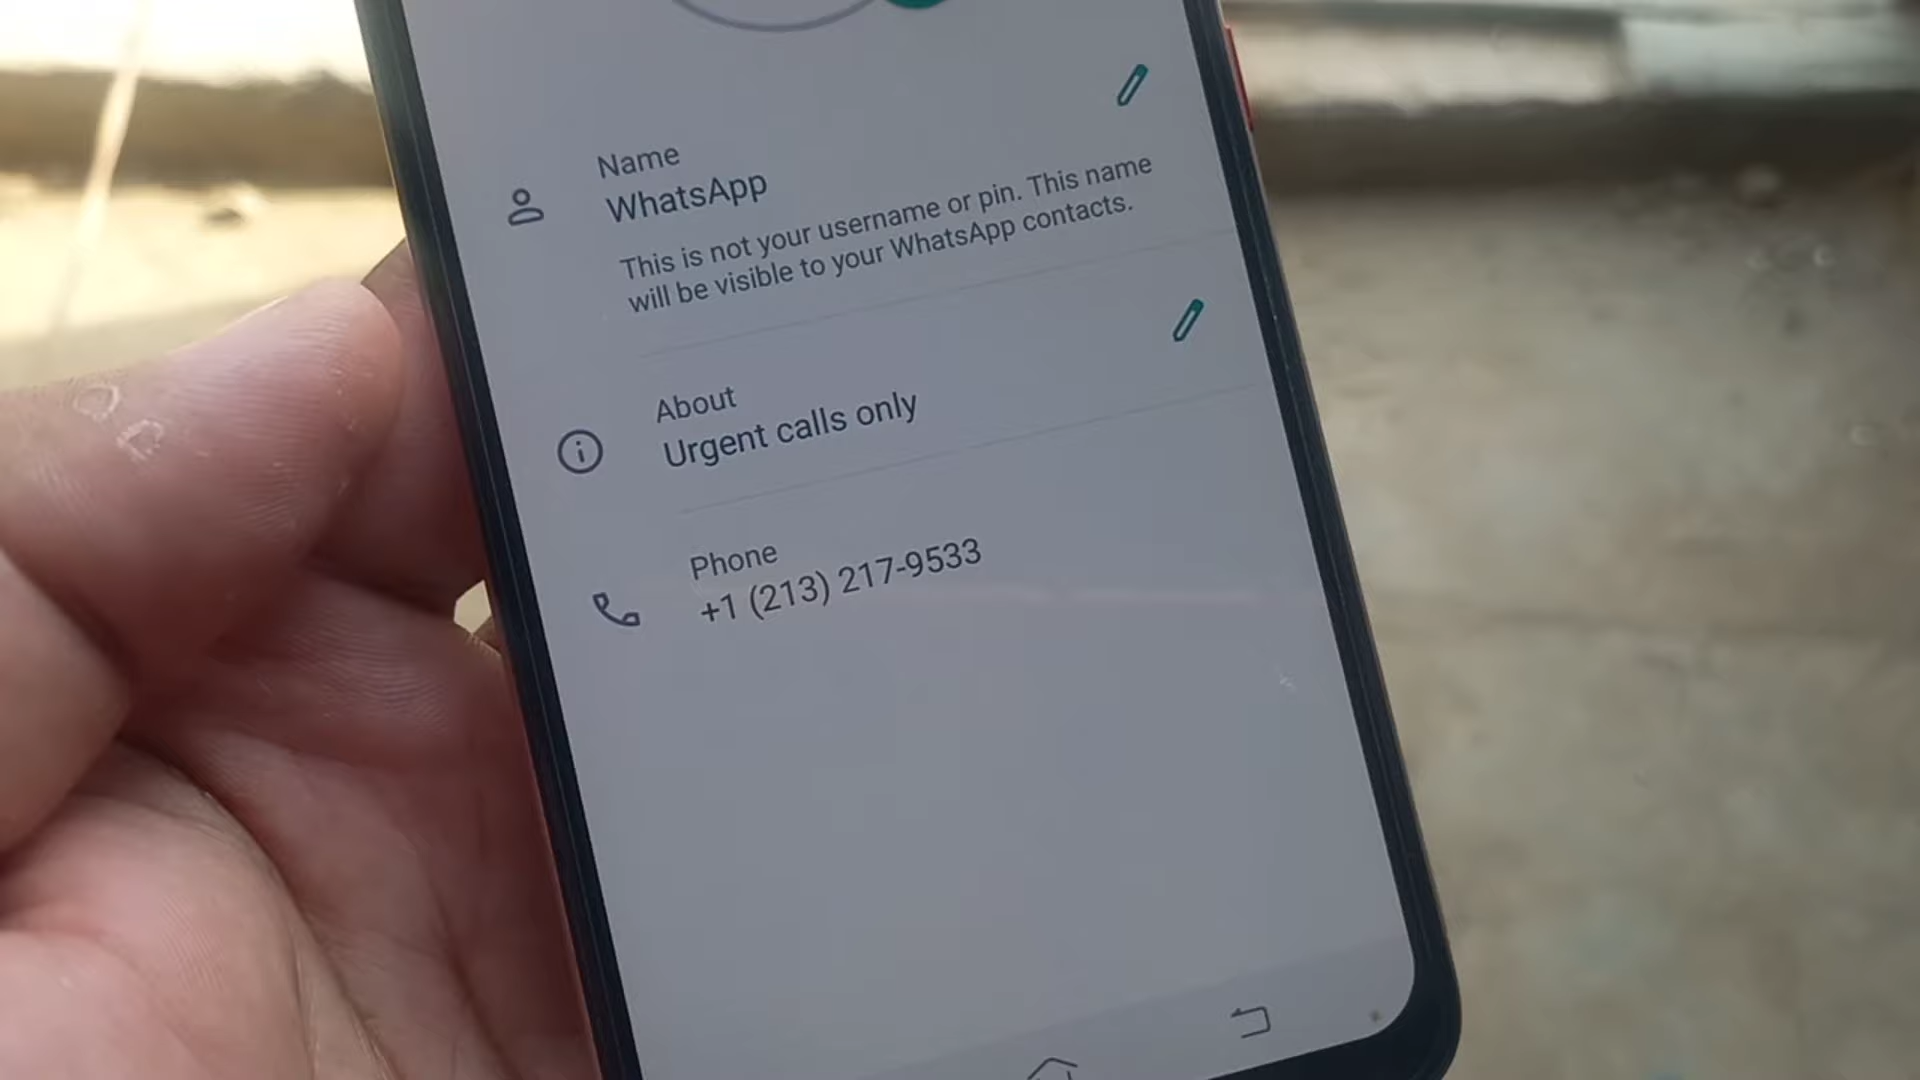 Name
WhatsApp
This is not your username or pin. This name
will be visible to your WhatsApp contacts.
About
Urgent calls only
Phone
+1 (213) 217-9533